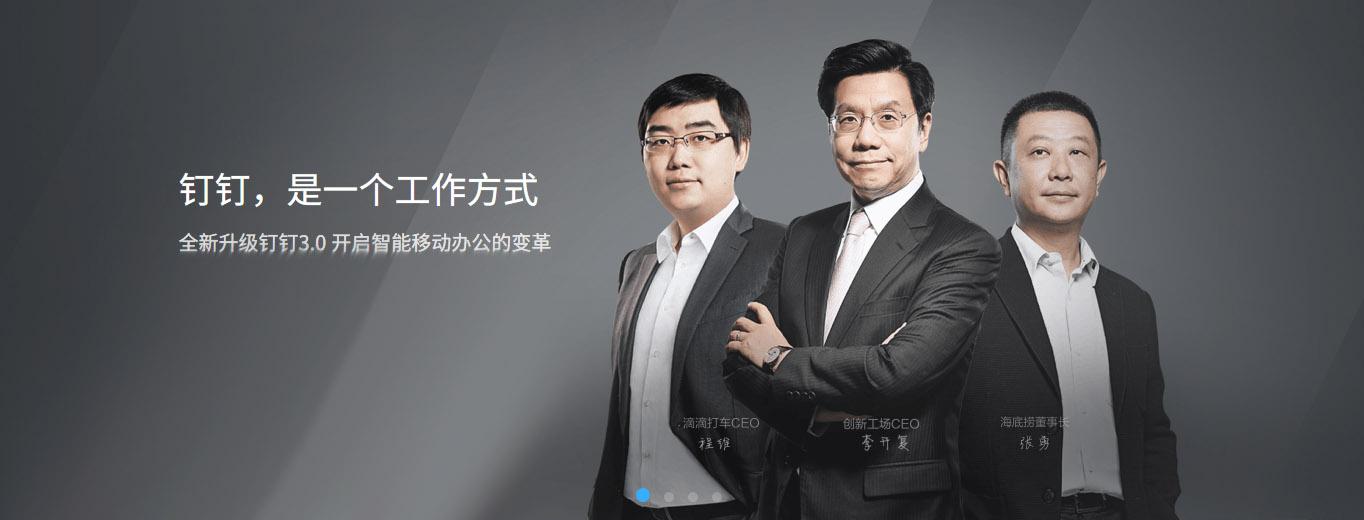 钉钉，是一个工作方式
全新升级钉钉3.0 开启智能移动办公的变革
滴滴打车CEO
程维
创新工场CEO
李开复
海底捞董事长
张勇